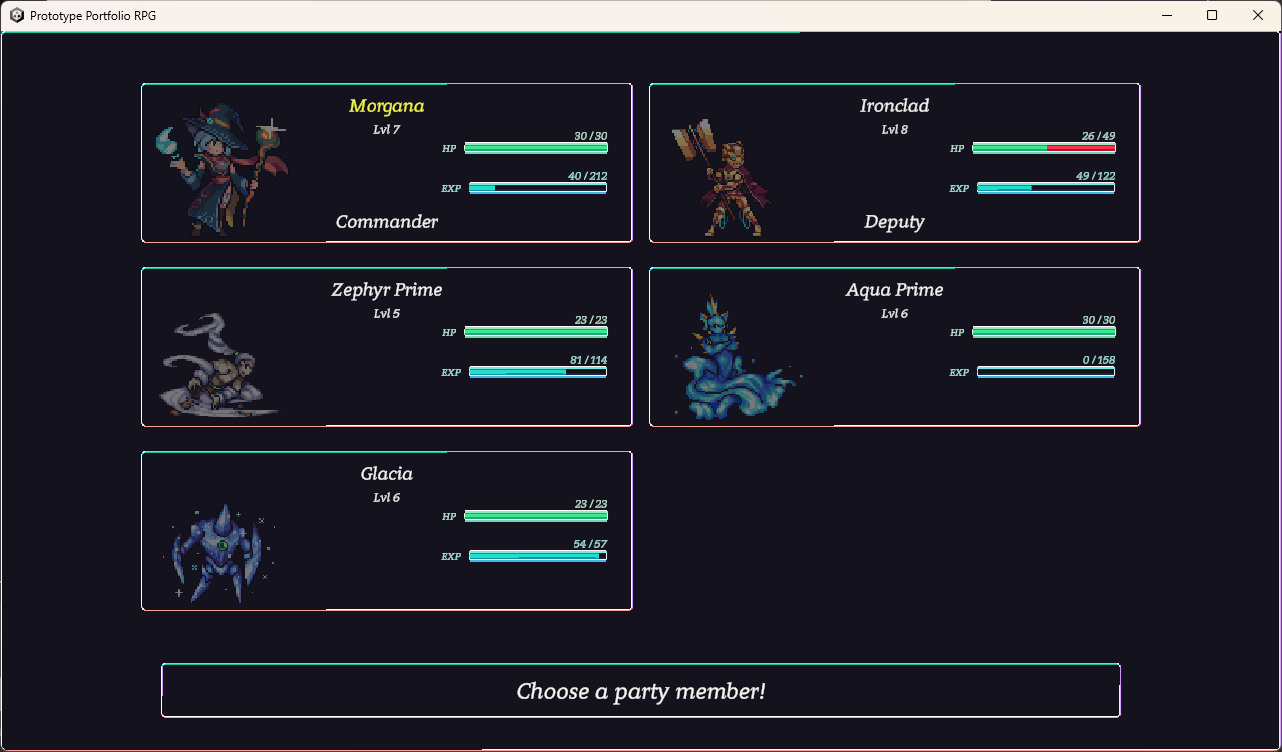 Prototype Portfolio RPG
Morgana
Lvl 7
30 / 30
HP
40 / 212
EXP
Commander
Ironclad
Lvl 8
26 / 49
HP
49 / 122
EXP
Deputy
Zephyr Prime
Lvl 5
23 / 23
HP
81 / 114
EXP
Aqua Prime
Lvl 6
30 / 30
HP
0 / 158
EXP
Glacia
Lvl 6
23 / 23
HP
54 / 57
EXP
Choose a party member!